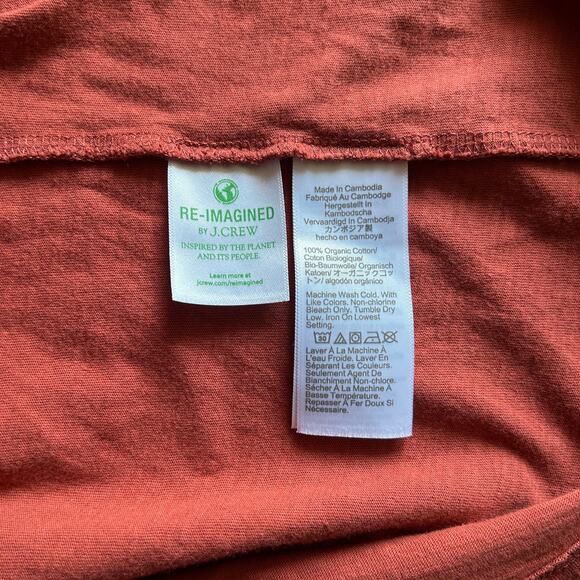 RE-IMAGINED
BY J.CREW
INSPIRED BY THE PLANET
AND ITS PEOPLE.
Learn more at
jcrew.com/reimagined
Made In Cambodia
Fabriqué Au Cambodge
Hergestellt In
Kambodscha
Vervaardigd In Cambodja
カンボジア製
hecho en camboya
100% Organic Cotton/
Coton Biologique/
Bio-Baumwolle/ Organisch
Katoen/ オーガニックコッ
トン/ algodón orgánico
Machine Wash Cold. With
Like Colors. Non-chlorine
Bleach Only. Tumble Dry
Low. Iron On Lowest
Setting.
30
Laver À La Machine À
L'eau Froide. Laver En
Séparant Les Couleurs.
Seulement Agent De
Blanchiment Non-chlore.
Sécher À La Machine À
Basse Température.
Repasser À Fer Doux Si
Nécessaire.